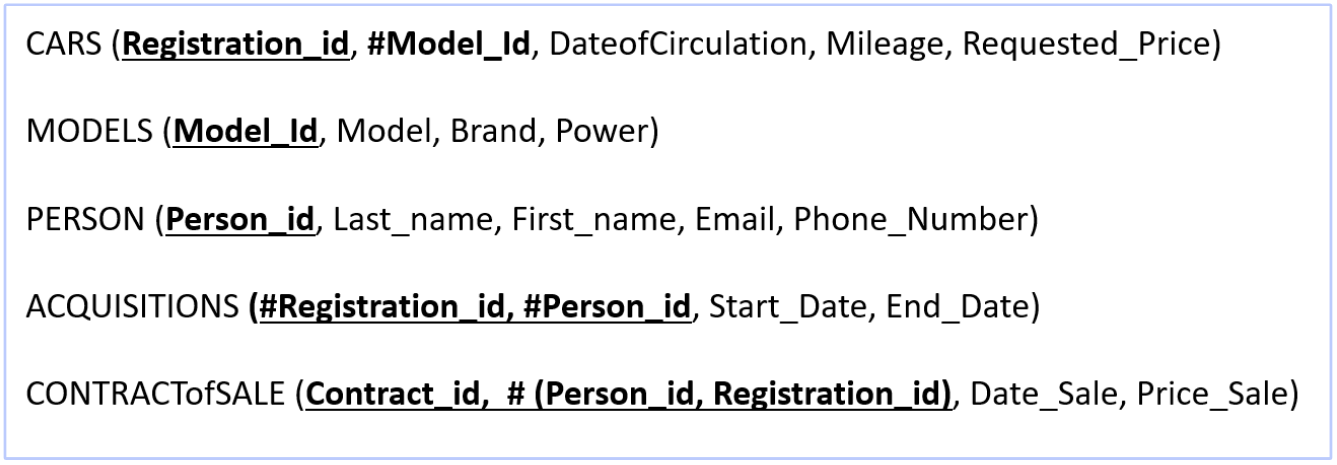 CARS (Registration_id, #Model_Id, DateofCirculation, Mileage, Requested_Price)
MODELS (Model_Id, Model, Brand, Power)
PERSON (Person_id, Last_name, First_name, Email, Phone_Number)
ACQUISITIONS (#Registration_id, #Person_id, Start_Date, End_Date)
CONTRACTofSALE (Contract_id, # (Person_id, Registration_id), Date_Sale, Price_Sale)